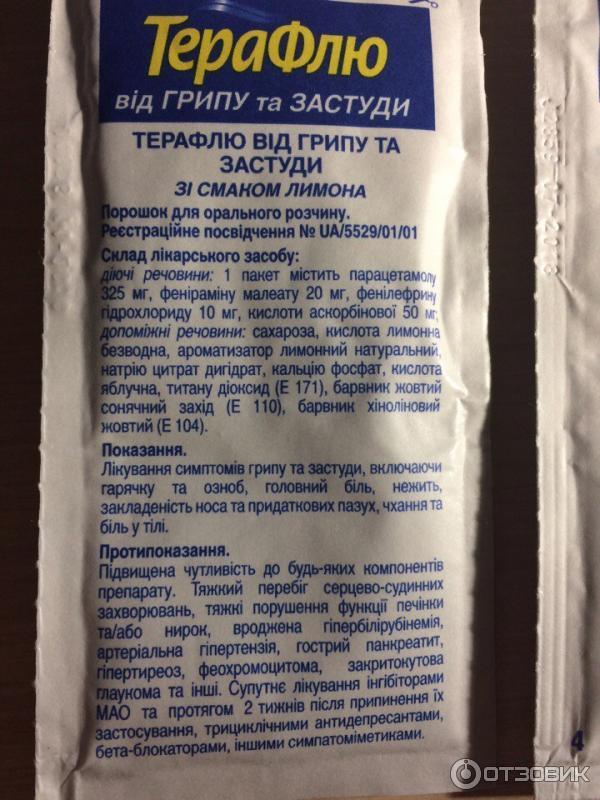 ТераФлю
від ГРИПУ та ЗАСТУДИ
ТЕРАФЛЮ ВІД ГРИПУ ТА
ЗАСТУДИ
ЗІ СМАКОМ ЛИМОНА
Порошок для орального розчину.
Реєстраційне посвідчення № UA/5529/01/01
Склад лікарського засобу:
діючі речовини: 1 пакет містить парацетамолу
325 мг, феніраміну малеату 20 мг, фенілефрину
гідрохлориду 10 мг, кислоти аскорбінової 50 мг,
допоміжні речовини: сахароза, кислота лимонна
безводна, ароматизатор лимонний натуральний,
натрію цитрат дигідрат, кальцію фосфат, кислота
яблучна, титану діоксид (Е 171), барвник жовтий
сонячний захід (Е 110), барвник хіноліновий
жовтий (Е 104).
Показання.
Лікування симптомів грипу та застуди, включаючи
гарячку та озноб, головний біль, нежить,
закладеність носа та придаткових пазух, чхання та
біль у тілі.
Протипоказання.
Підвищена чутливість до будь-яких компонентів
препарату. Тяжкий перебіг серцево-судинних
захворювань, тяжкі порушення функції печінки
та/або нирок, вроджена гіпербілірубінемія,
артеріальна гіпертензія, гострий панкреатит,
гіпертиреоз, феохромоцитома, закритокутова
глаукома та інші. Супутнє лікування інгібіторами
МАО та протягом 2 тижнів після припинення їх
застосування, трициклічними антидепресантами,
бета-блокаторами, іншими симпатоміметиками.
4
ОТЗОВИК